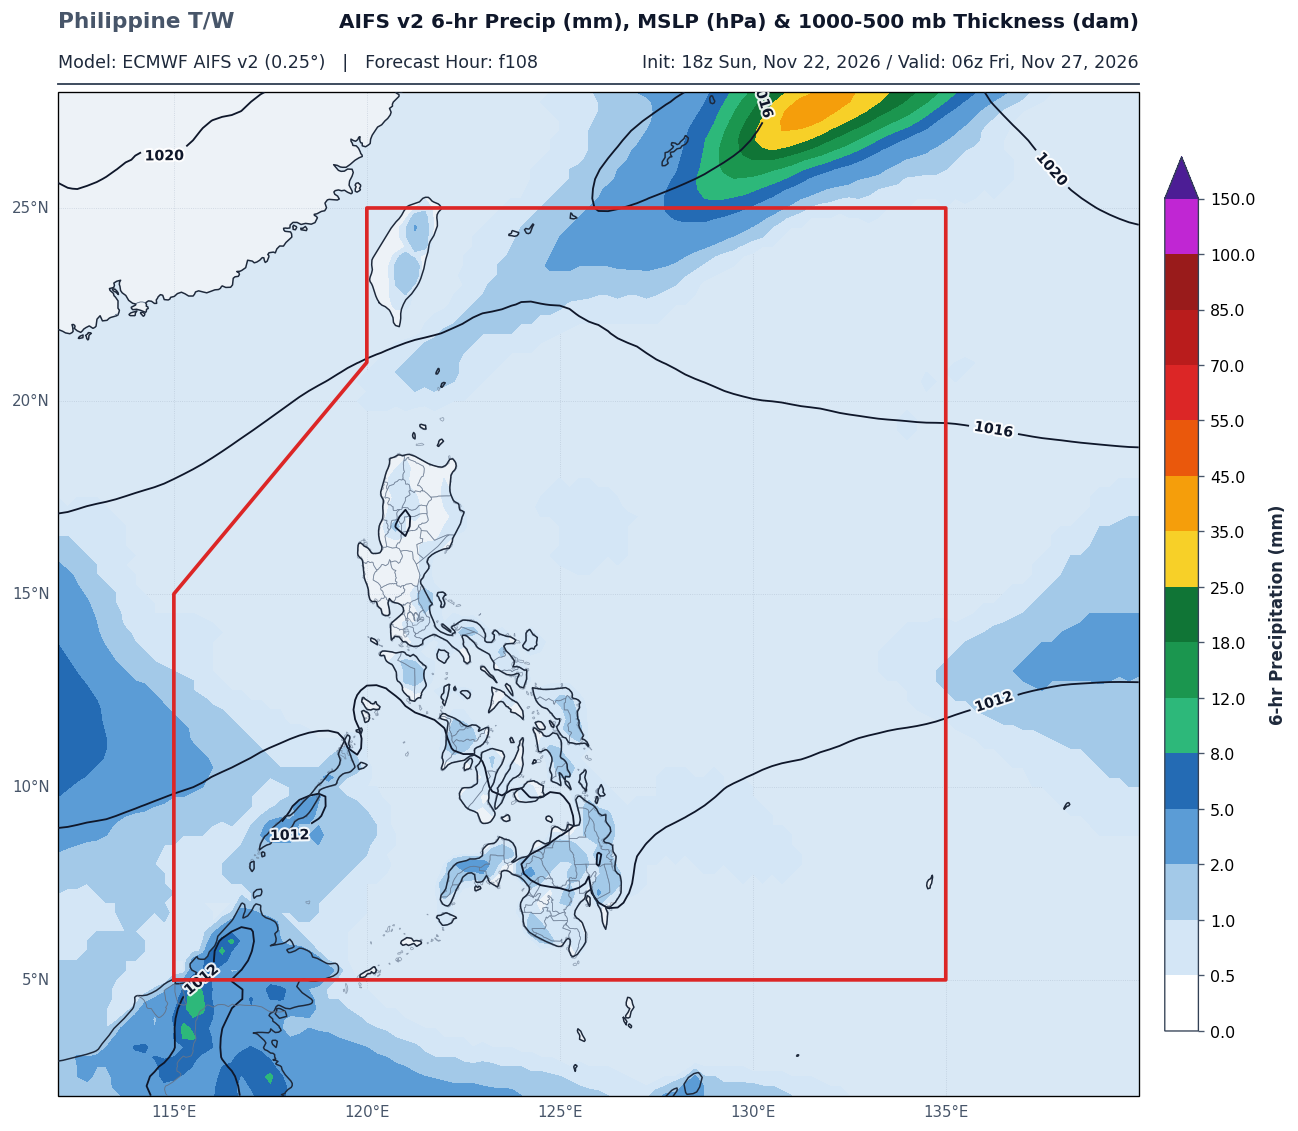 Philippine T/W
AIFS v2 6-hr Precip (mm), MSLP (hPa) & 1000-500 mb Thickness (dam)
Model: ECMWF AIFS v2 (0.25°)   |   Forecast Hour: f108
Init: 18z Sun, Nov 22, 2026 / Valid: 06z Fri, Nov 27, 2026
016
1020
1020
1016
1012
1012
1012
25°N
20°N
15°N
10°N
5°N
115°E
120°E
125°E
130°E
135°E
150.0
100.0
85.0
70.0
55.0
45.0
35.0
25.0
18.0
12.0
8.0
5.0
2.0
1.0
0.5
0.0
6-hr Precipitation (mm)